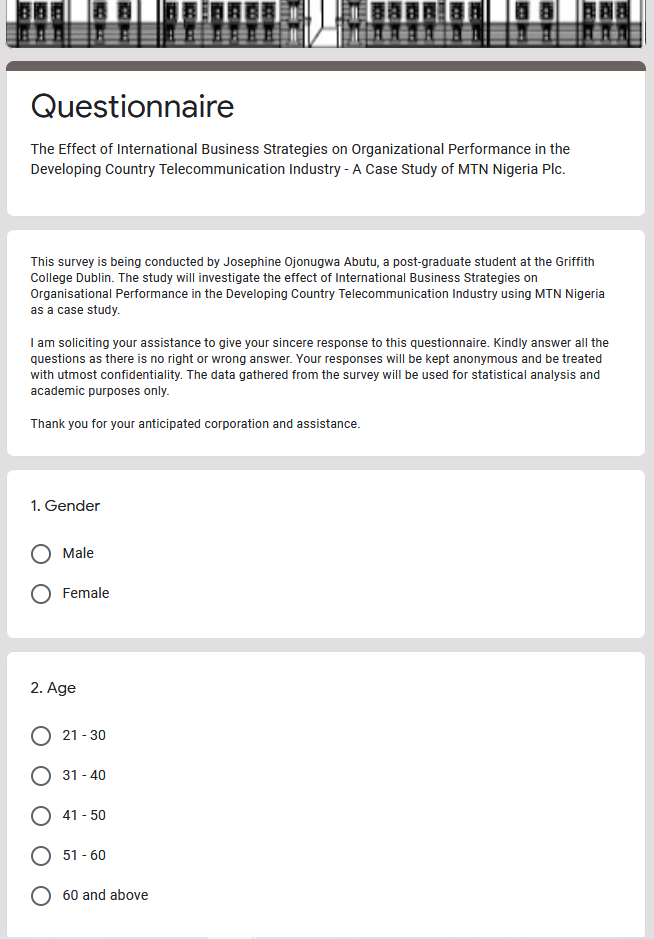 Questionnaire
The Effect of International Business Strategies on Organizational Performance in the
Developing Country Telecommunication Industry - A Case Study of MTN Nigeria Plc.
This survey is being conducted by Josephine Ojonugwa Abutu, a post-graduate student at the Griffith
College Dublin. The study will investigate the effect of International Business Strategies on
Organisational Performance in the Developing Country Telecommunication Industry using MTN Nigeria
as a case study.
I am soliciting your assistance to give your sincere response to this questionnaire. Kindly answer all the
questions as there is no right or wrong answer. Your responses will be kept anonymous and be treated
with utmost confidentiality. The data gathered from the survey will be used for statistical analysis and
academic purposes only.
Thank you for your anticipated corporation and assistance.
1. Gender
Male
Female
2. Age
21 - 30
31 - 40
41 - 50
51 - 60
60 and above